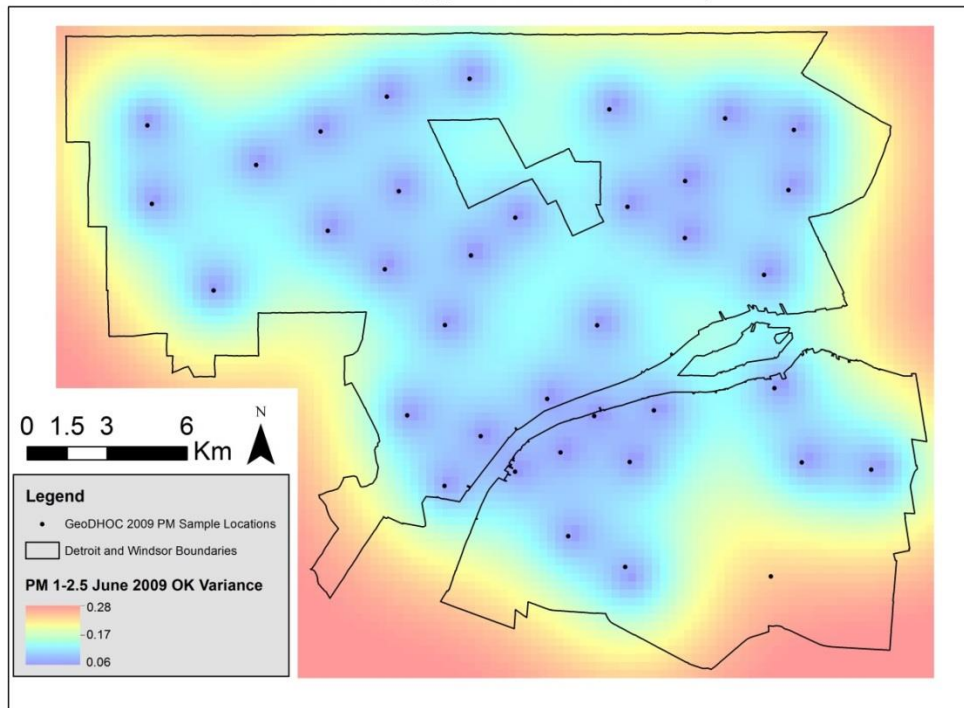 0 1.5 3 6
Km
N
Legend
GeoDHOC 2009 PM Sample Locations
Detroit and Windsor Boundaries
PM 1-2.5 June 2009 OK Variance
0.28
0.17
0.06